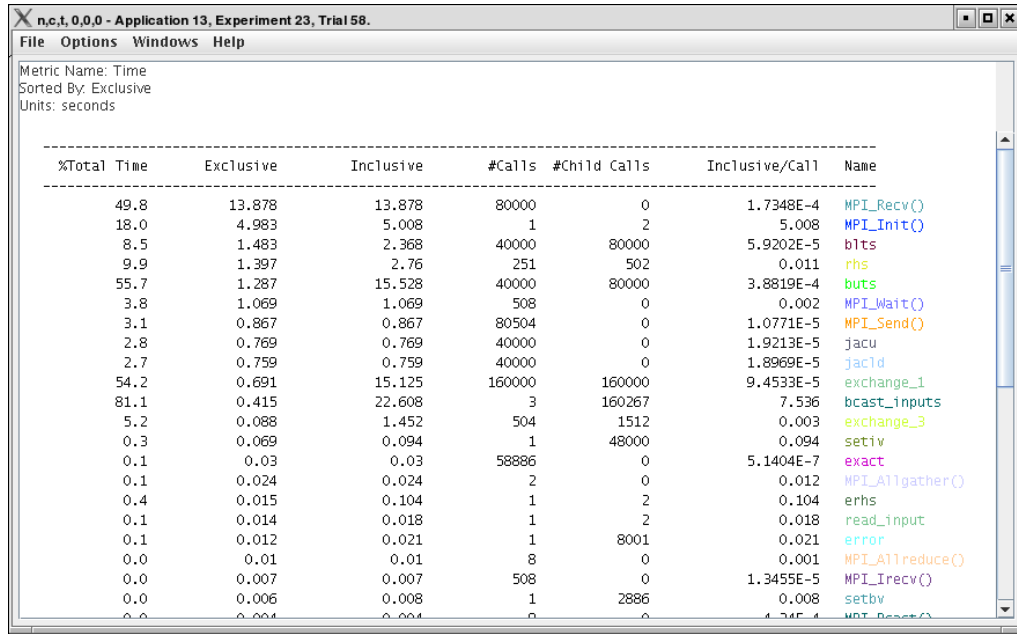 n,c,t, 0,0,0 - Application 13, Experiment 23, Trial 58.
File Options Windows Help
Metric Name: Time
Sorted By: Exclusive
Units: seconds
%Total Time Exclusive Inclusive #Calls #Child Calls Inclusive/Call Name
49.8 13.878 13.878 80000 0 1.7348E-4 MPI_Recv()
18.0 4.983 5.008 1 2 5.008 MPI_Init()
8.5 1.483 2.368 40000 80000 5.9202E-5 blts
9.9 1.397 2.76 251 502 0.011 rhs
55.7 1.287 15.528 40000 80000 3.8819E-4 buts
3.8 1.069 1.069 508 0 0.002 MPI_Wait()
3.1 0.867 0.867 80504 0 1.0771E-5 MPI_Send()
2.8 0.769 0.769 40000 0 1.9213E-5 jacu
2.7 0.759 0.759 40000 0 1.8969E-5 jacld
54.2 0.691 15.125 160000 160000 9.4533E-5 exchange_1
81.1 0.415 22.608 3 160267 7.536 bcast_inputs
5.2 0.088 1.452 504 1512 0.003 exchange_3
0.3 0.069 0.094 1 48000 0.094 setiv
0.1 0.03 0.03 58886 0 5.1404E-7 exact
0.1 0.024 0.024 2 0 0.012 MPI_Allgather()
0.4 0.015 0.104 1 2 0.104 erhs
0.1 0.014 0.018 1 2 0.018 read_input
0.1 0.012 0.021 1 8001 0.021 error
0.0 0.01 0.01 8 0 0.001 MPI_Allreduce()
0.0 0.007 0.007 508 0 1.3455E-5 MPI_Irecv()
0.0 0.006 0.008 1 2886 0.008 setbv